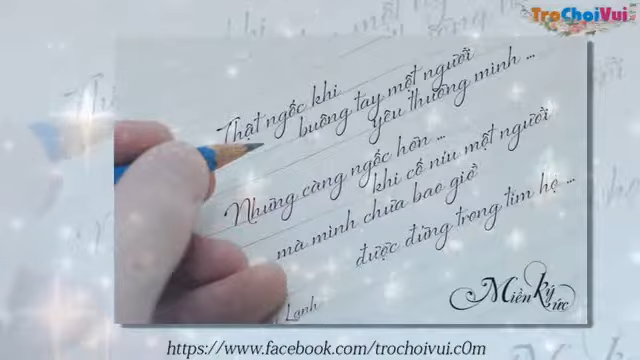 TroChoiVui
Thật ngốc khi
buông tay một người
yêu thương mình ...
Nhưng càng ngốc hơn ...
khi cố níu một người
mà mình chưa bao giờ
được đứng trong tim họ ...
Lạnh
Miền ký ức
https://www.facebook.com/trochoivui.c0m